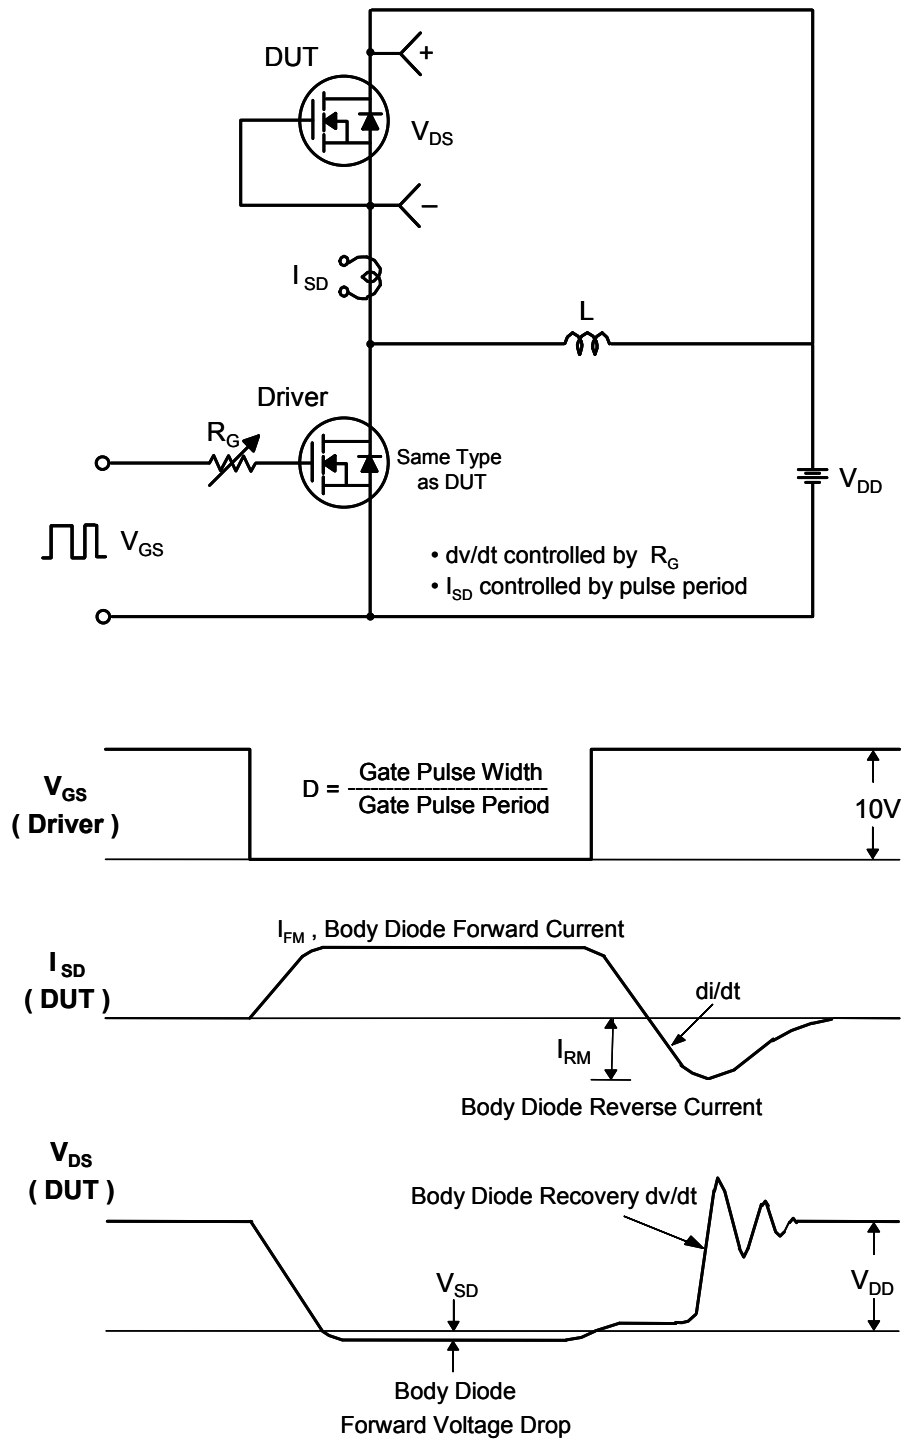 DUT
+
V_DS
−
I_SD
L
Driver
R_G
Same Type
as DUT
V_DD
V_GS
• dv/dt controlled by R_G
• I_SD controlled by pulse period
V_GS
( Driver )
D = Gate Pulse Width
Gate Pulse Period
10V
I_FM , Body Diode Forward Current
I_SD
( DUT )
di/dt
I_RM
Body Diode Reverse Current
V_DS
( DUT )
Body Diode Recovery dv/dt
V_SD
V_DD
Body Diode
Forward Voltage Drop